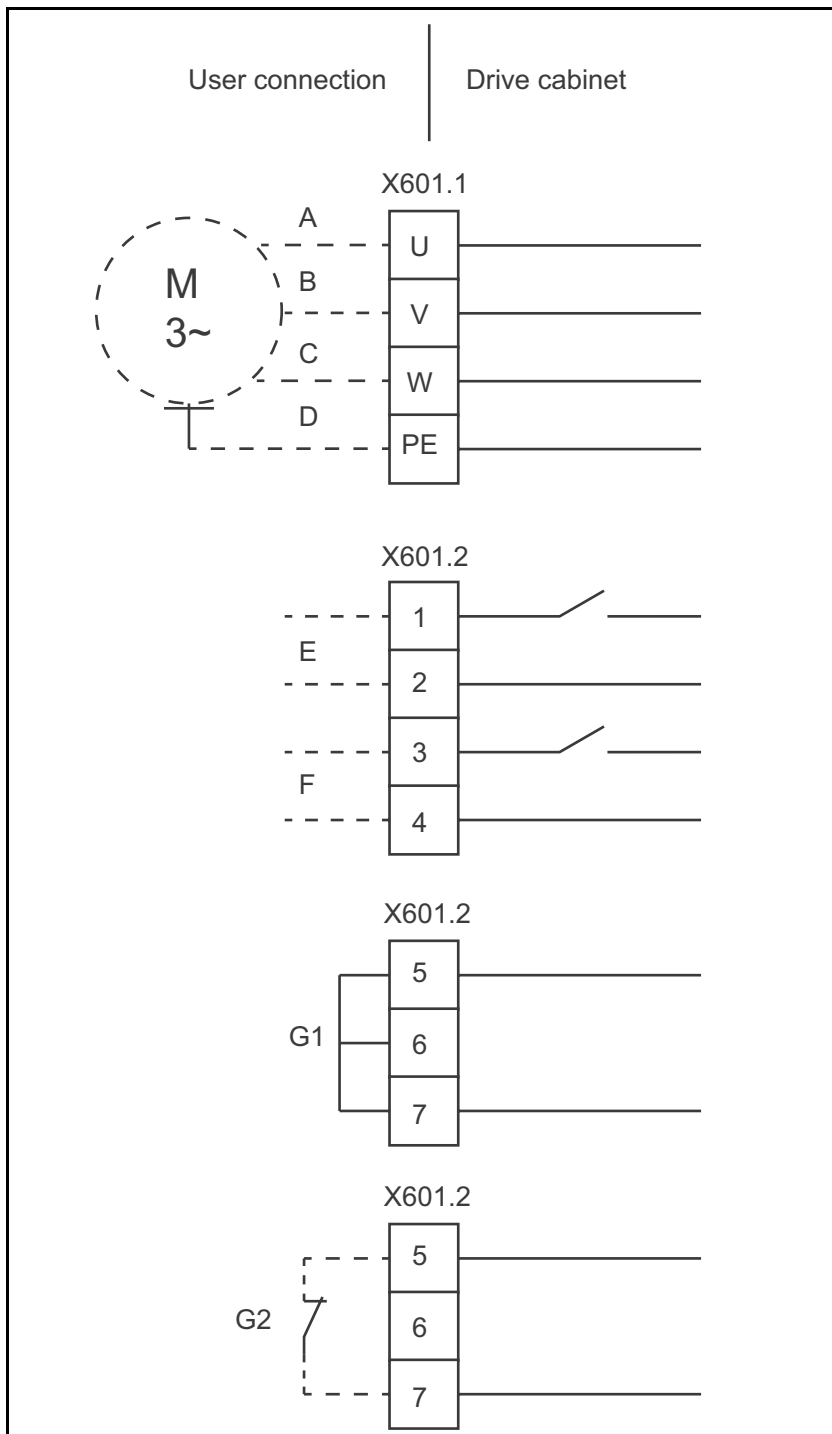 User connection
Drive cabinet
X601.1
A
U
M
3~
B
V
C
W
D
PE
X601.2
1
E
2
3
F
4
X601.2
5
G1
6
7
X601.2
5
G2
6
7